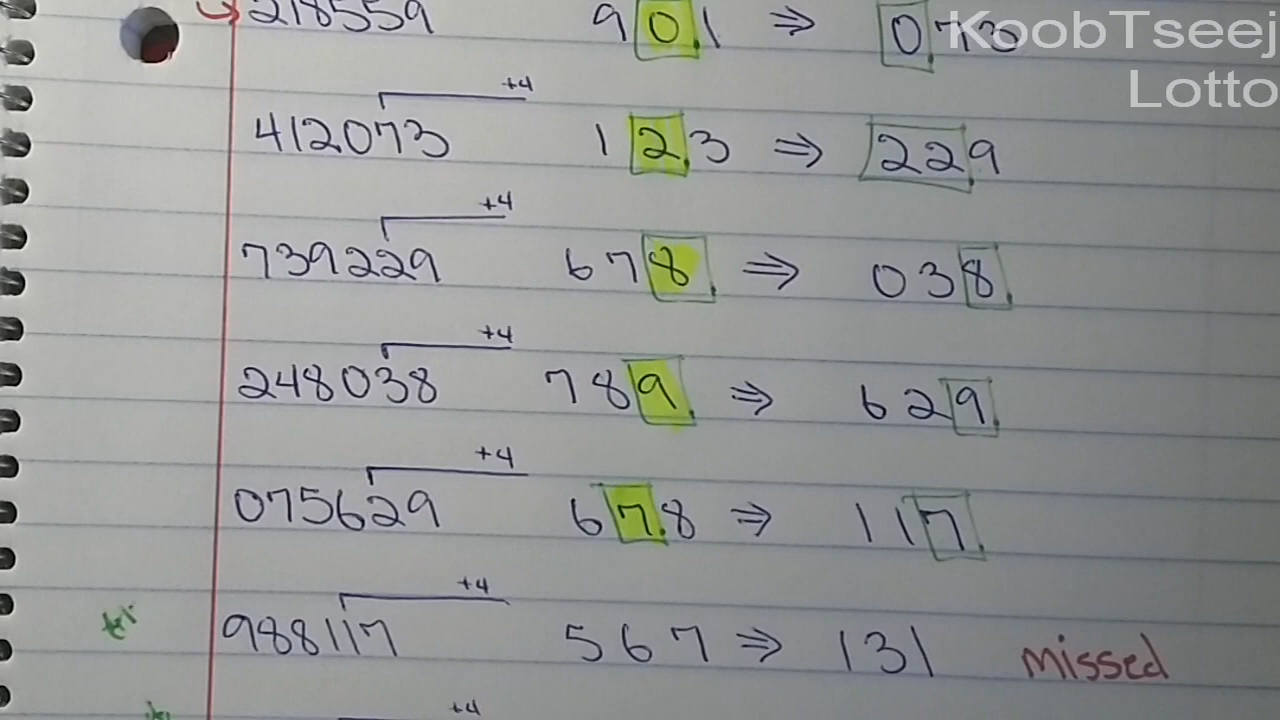 218559 901 ⇒ 073
KoobTseej
Lotto
+4
412073 123 ⇒ 229
+4
739229 678 ⇒ 038
+4
248038 789 ⇒ 629
+4
075629 678 ⇒ 117
+4
988117 567 ⇒ 131 missed
+4